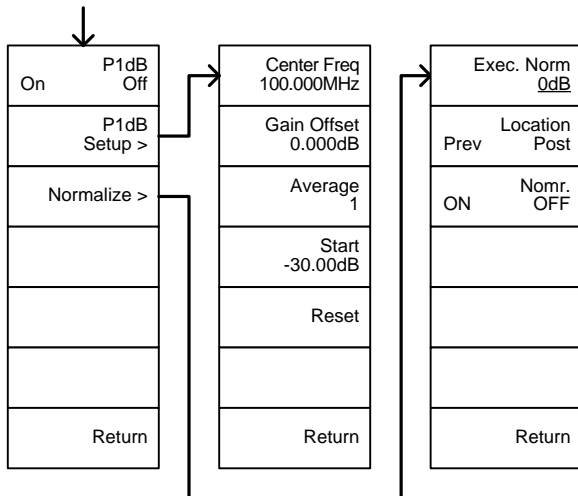 P1dB
On Off
P1dB
Setup >
Normalize >
Return
Center Freq
100.000MHz
Gain Offset
0.000dB
Average
1
Start
-30.00dB
Reset
Return
Exec. Norm
0dB
Location
Prev Post
Nomr.
ON OFF
Return